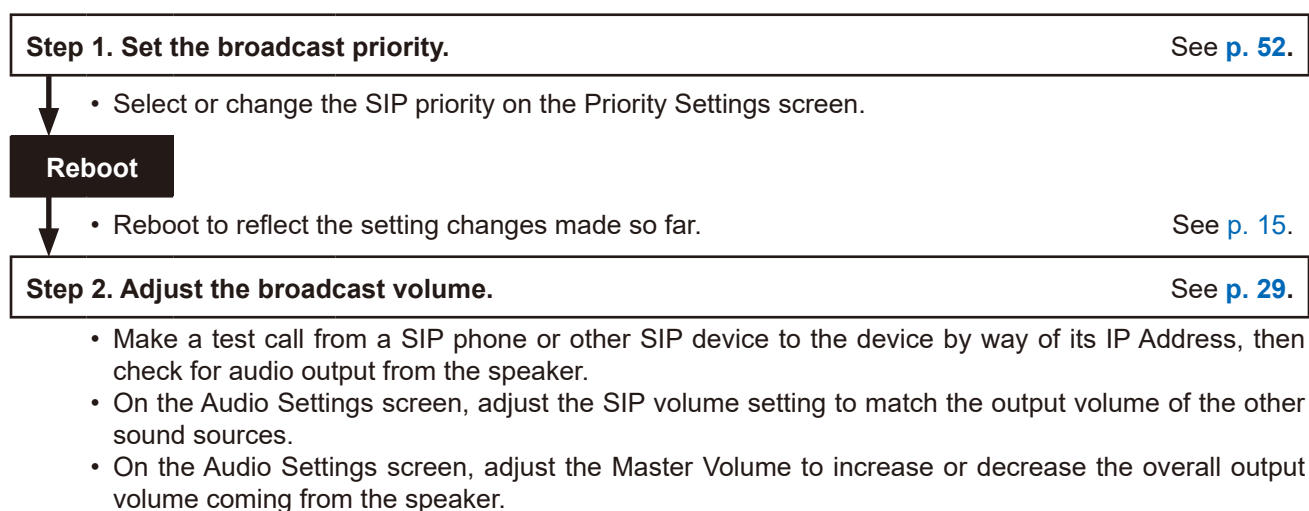 Step 1. Set the broadcast priority. See p. 52.
• Select or change the SIP priority on the Priority Settings screen.
Reboot
• Reboot to reflect the setting changes made so far. See p. 15.
Step 2. Adjust the broadcast volume. See p. 29.
• Make a test call from a SIP phone or other SIP device to the device by way of its IP Address, then
check for audio output from the speaker.
• On the Audio Settings screen, adjust the SIP volume setting to match the output volume of the other
sound sources.
• On the Audio Settings screen, adjust the Master Volume to increase or decrease the overall output
volume coming from the speaker.